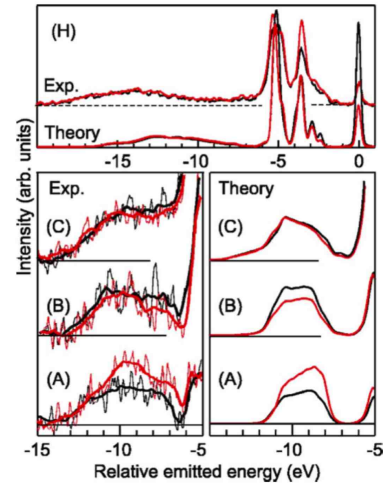 (H)
Exp.
Theory
-15 -10 -5 0
Intensity (arb. units)
Exp. Theory
(C) (C)
(B) (B)
(A) (A)
-15 -10 -5 -10 -5
Relative emitted energy (eV)